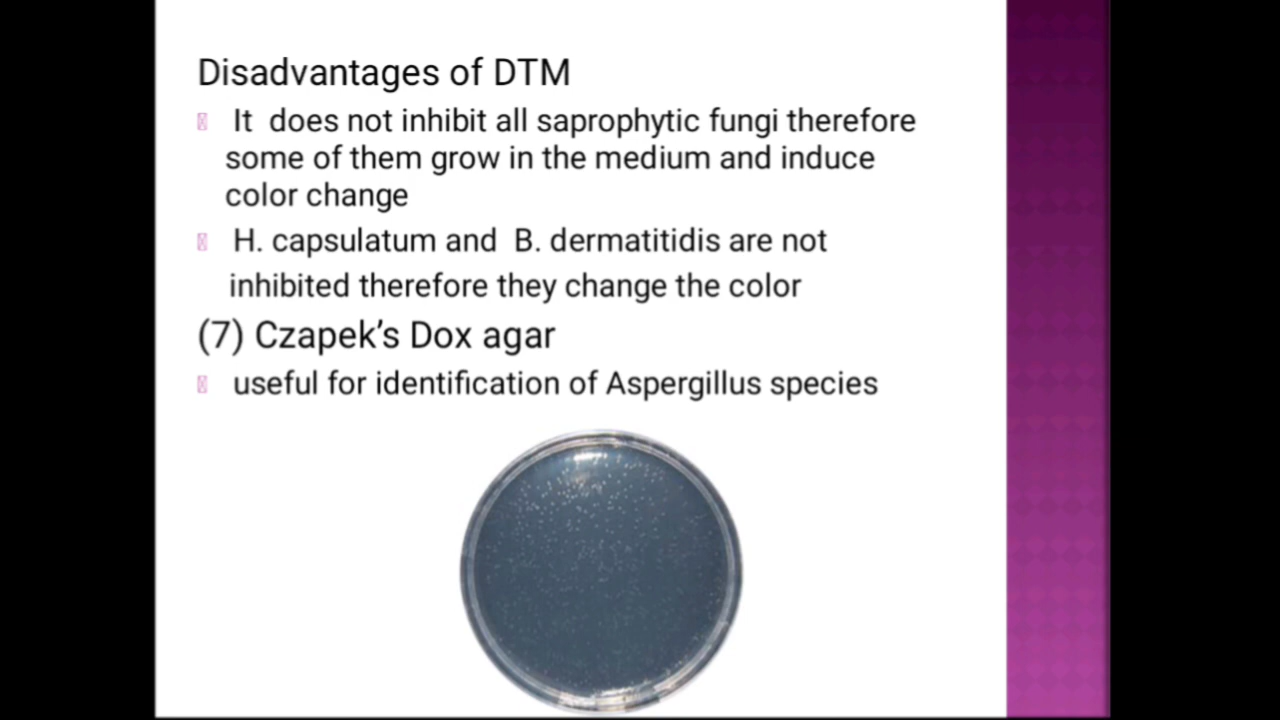 Disadvantages of DTM
It does not inhibit all saprophytic fungi therefore
some of them grow in the medium and induce
color change
H. capsulatum and B. dermatitidis are not
inhibited therefore they change the color
(7) Czapek’s Dox agar
useful for identification of Aspergillus species